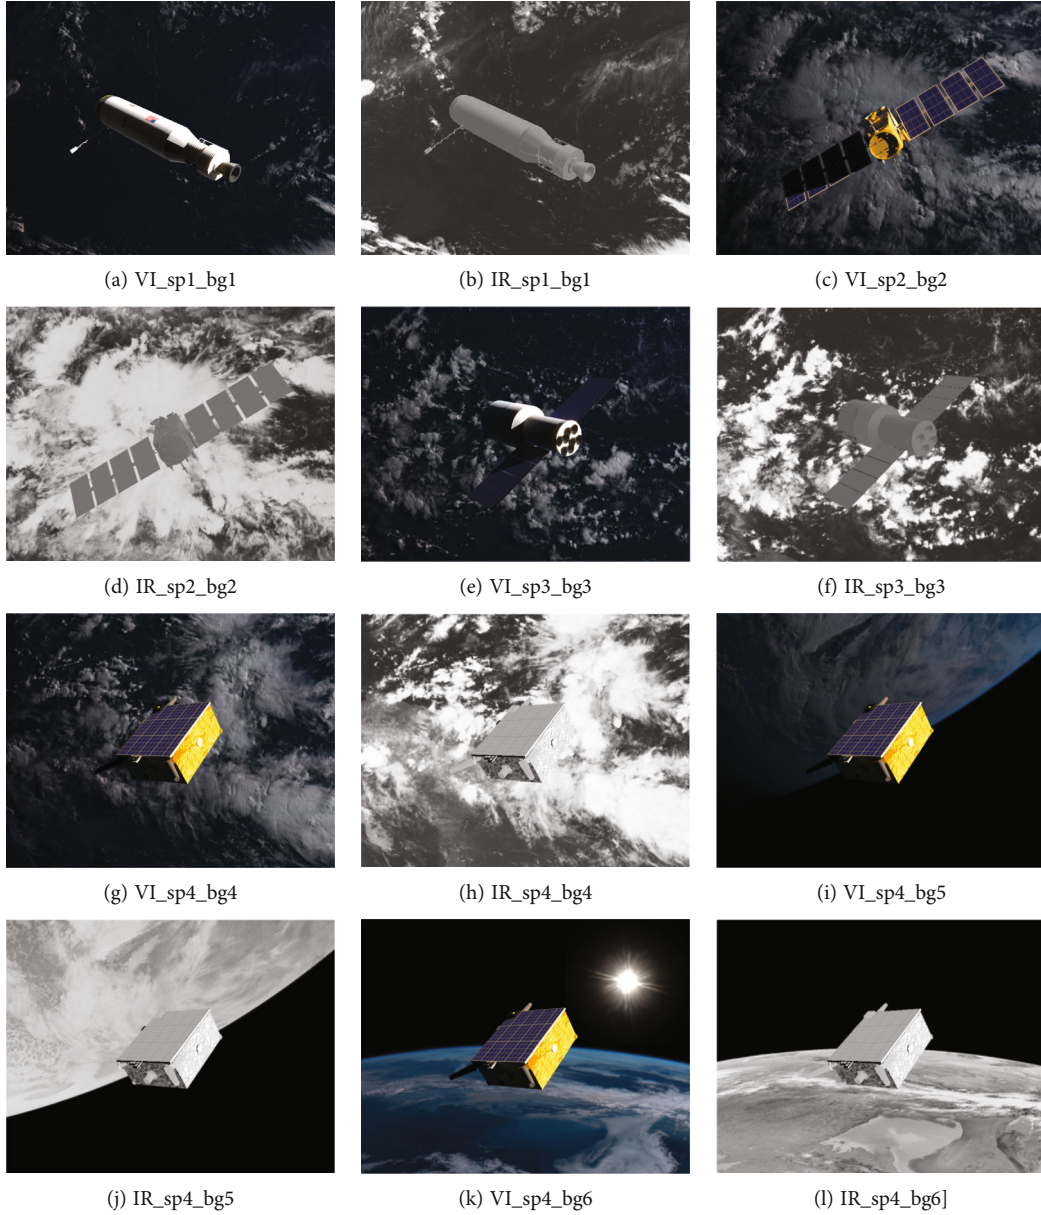 (a) VI_sp1_bg1
(b) IR_sp1_bg1
(c) VI_sp2_bg2
(d) IR_sp2_bg2
(e) VI_sp3_bg3
(f) IR_sp3_bg3
(g) VI_sp4_bg4
(h) IR_sp4_bg4
(i) VI_sp4_bg5
(j) IR_sp4_bg5
(k) VI_sp4_bg6
(l) IR_sp4_bg6]